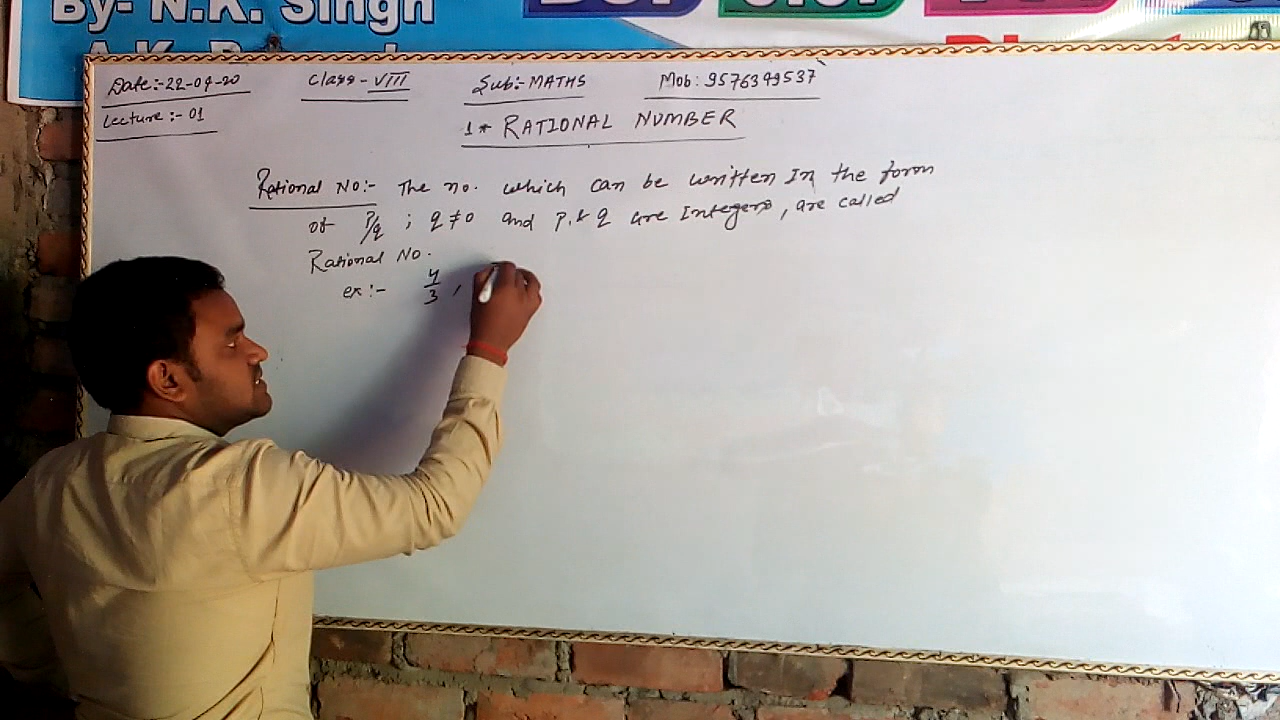 By- N.K. Singh
Date:-22-04-20 Class-VIII Sub:-MATHS Mob: 9576349537
Lecture:-01
1* RATIONAL NUMBER
Rational NO:- The no. which can be written In the form
of P/q ; q≠0 and p. & q are Integers, are called
Rational NO.
ex:- 4/3 ,